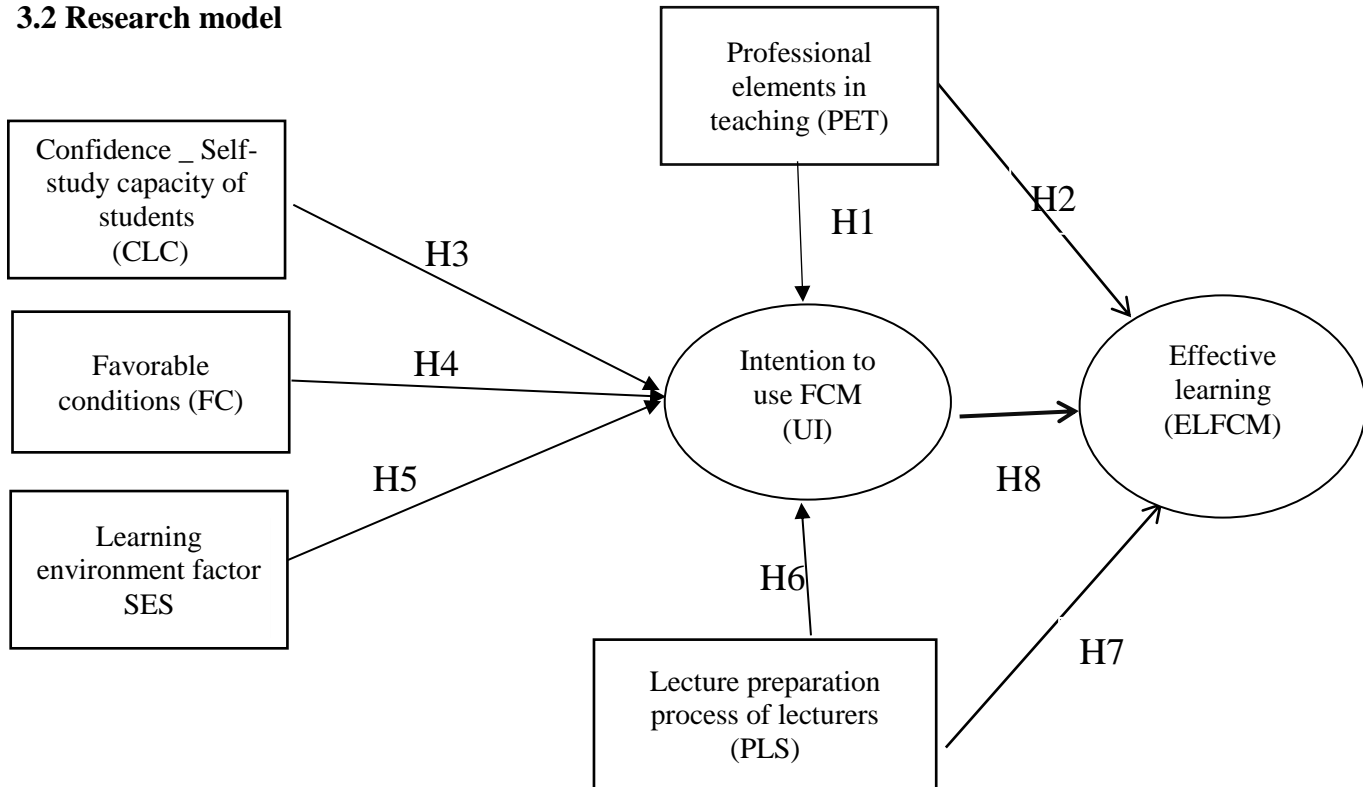 3.2 Research model
Professional
elements in
teaching (PET)
Confidence _ Self-
study capacity of
students
(CLC)
H3
H1
H2
Favorable
conditions (FC)
H4
Intention to
use FCM
(UI)
Effective
learning
(ELFCM)
H5
H8
Learning
environment factor
SES
H6
H7
Lecture preparation
process of lecturers
(PLS)